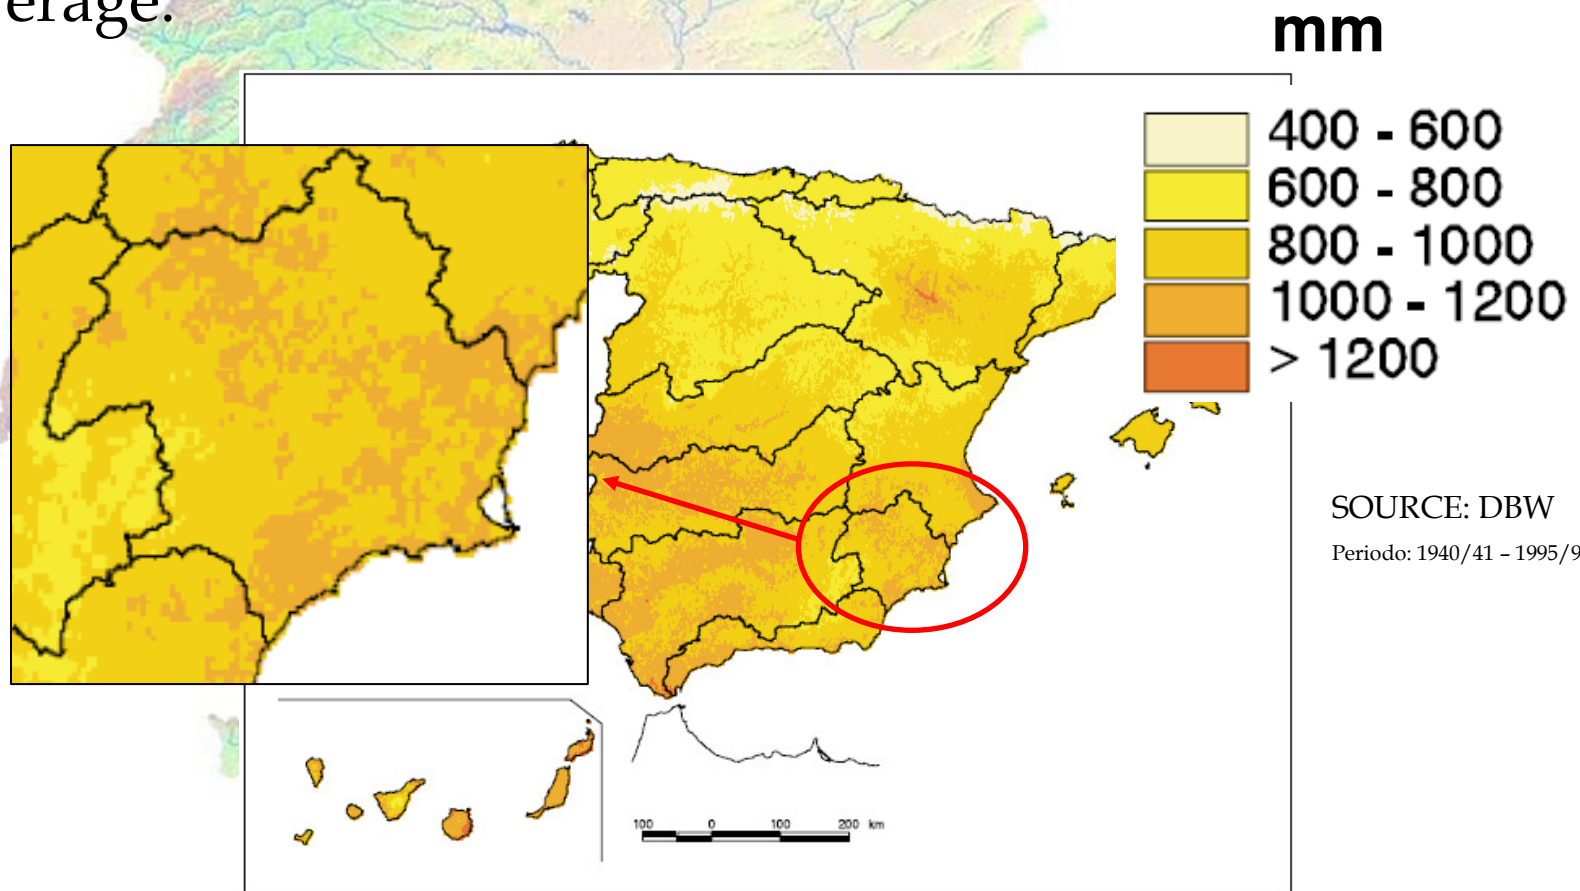 erage.
mm
400 - 600
600 - 800
800 - 1000
1000 - 1200
> 1200
SOURCE: DBW
Periodo: 1940/41 – 1995/9
100 0 100 200 km